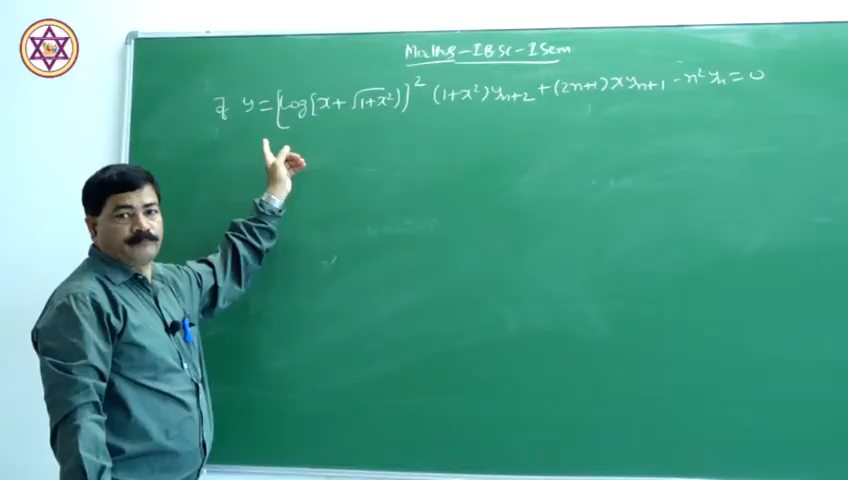 Maths - I BSc - I Sem
If y = [log(x + √1+x²)]² (1+x²)yₙ₊₂ + (2n+1)xyₙ₊₁ - n²yₙ = 0